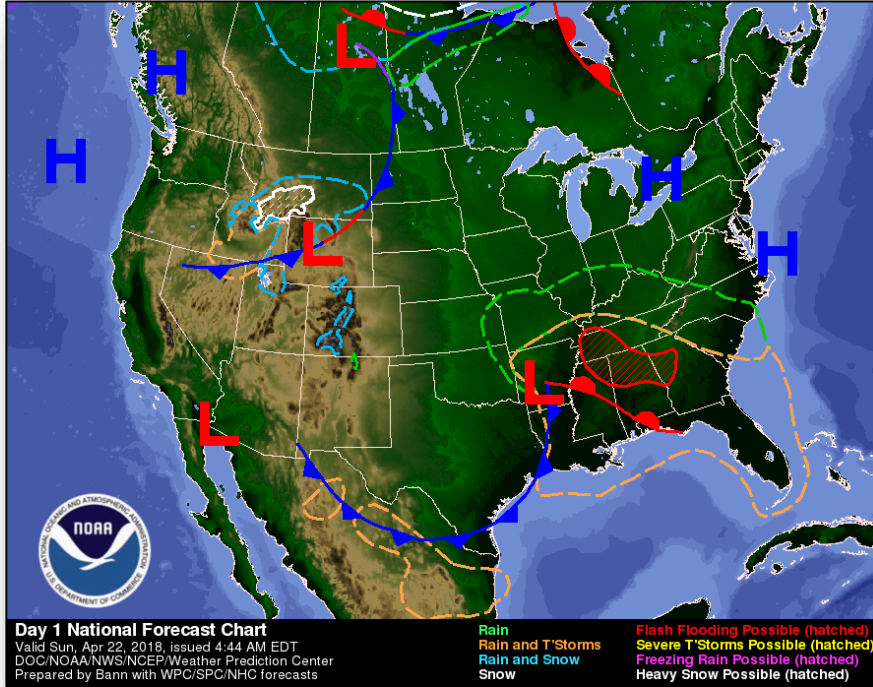 L
H
H
H
L
H
L
L
NATIONAL OCEANIC AND ATMOSPHERIC ADMINISTRATION
NOAA
U.S. DEPARTMENT OF COMMERCE
Day 1 National Forecast Chart
Valid Sun, Apr 22, 2018, issued 4:44 AM EDT
DOC/NOAA/NWS/NCEP/Weather Prediction Center
Prepared by Bann with WPC/SPC/NHC forecasts
Rain
Rain and T'Storms
Rain and Snow
Snow
Flash Flooding Possible (hatched)
Severe T'Storms Possible (hatched)
Freezing Rain Possible (hatched)
Heavy Snow Possible (hatched)